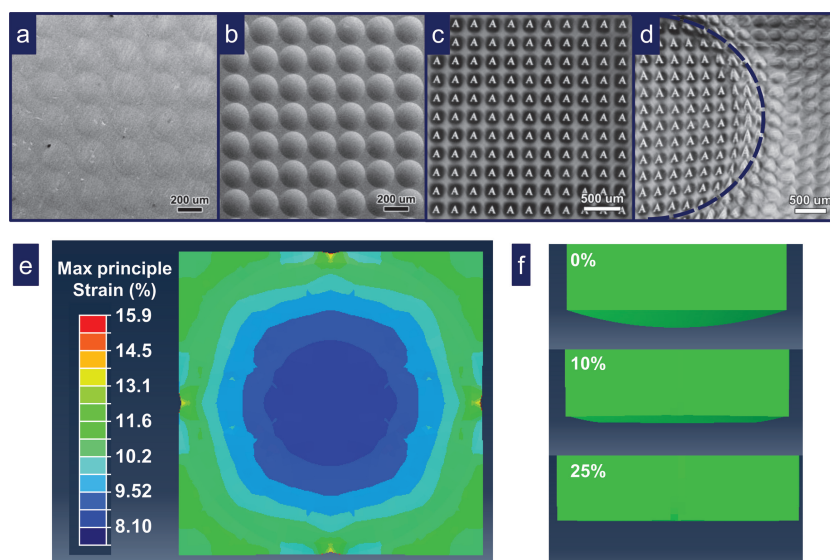 a
b
c
d
200 um
200 um
500 um
500 um
e
Max principle
Strain (%)
15.9
14.5
13.1
11.6
10.2
9.52
8.10
f
0%
10%
25%